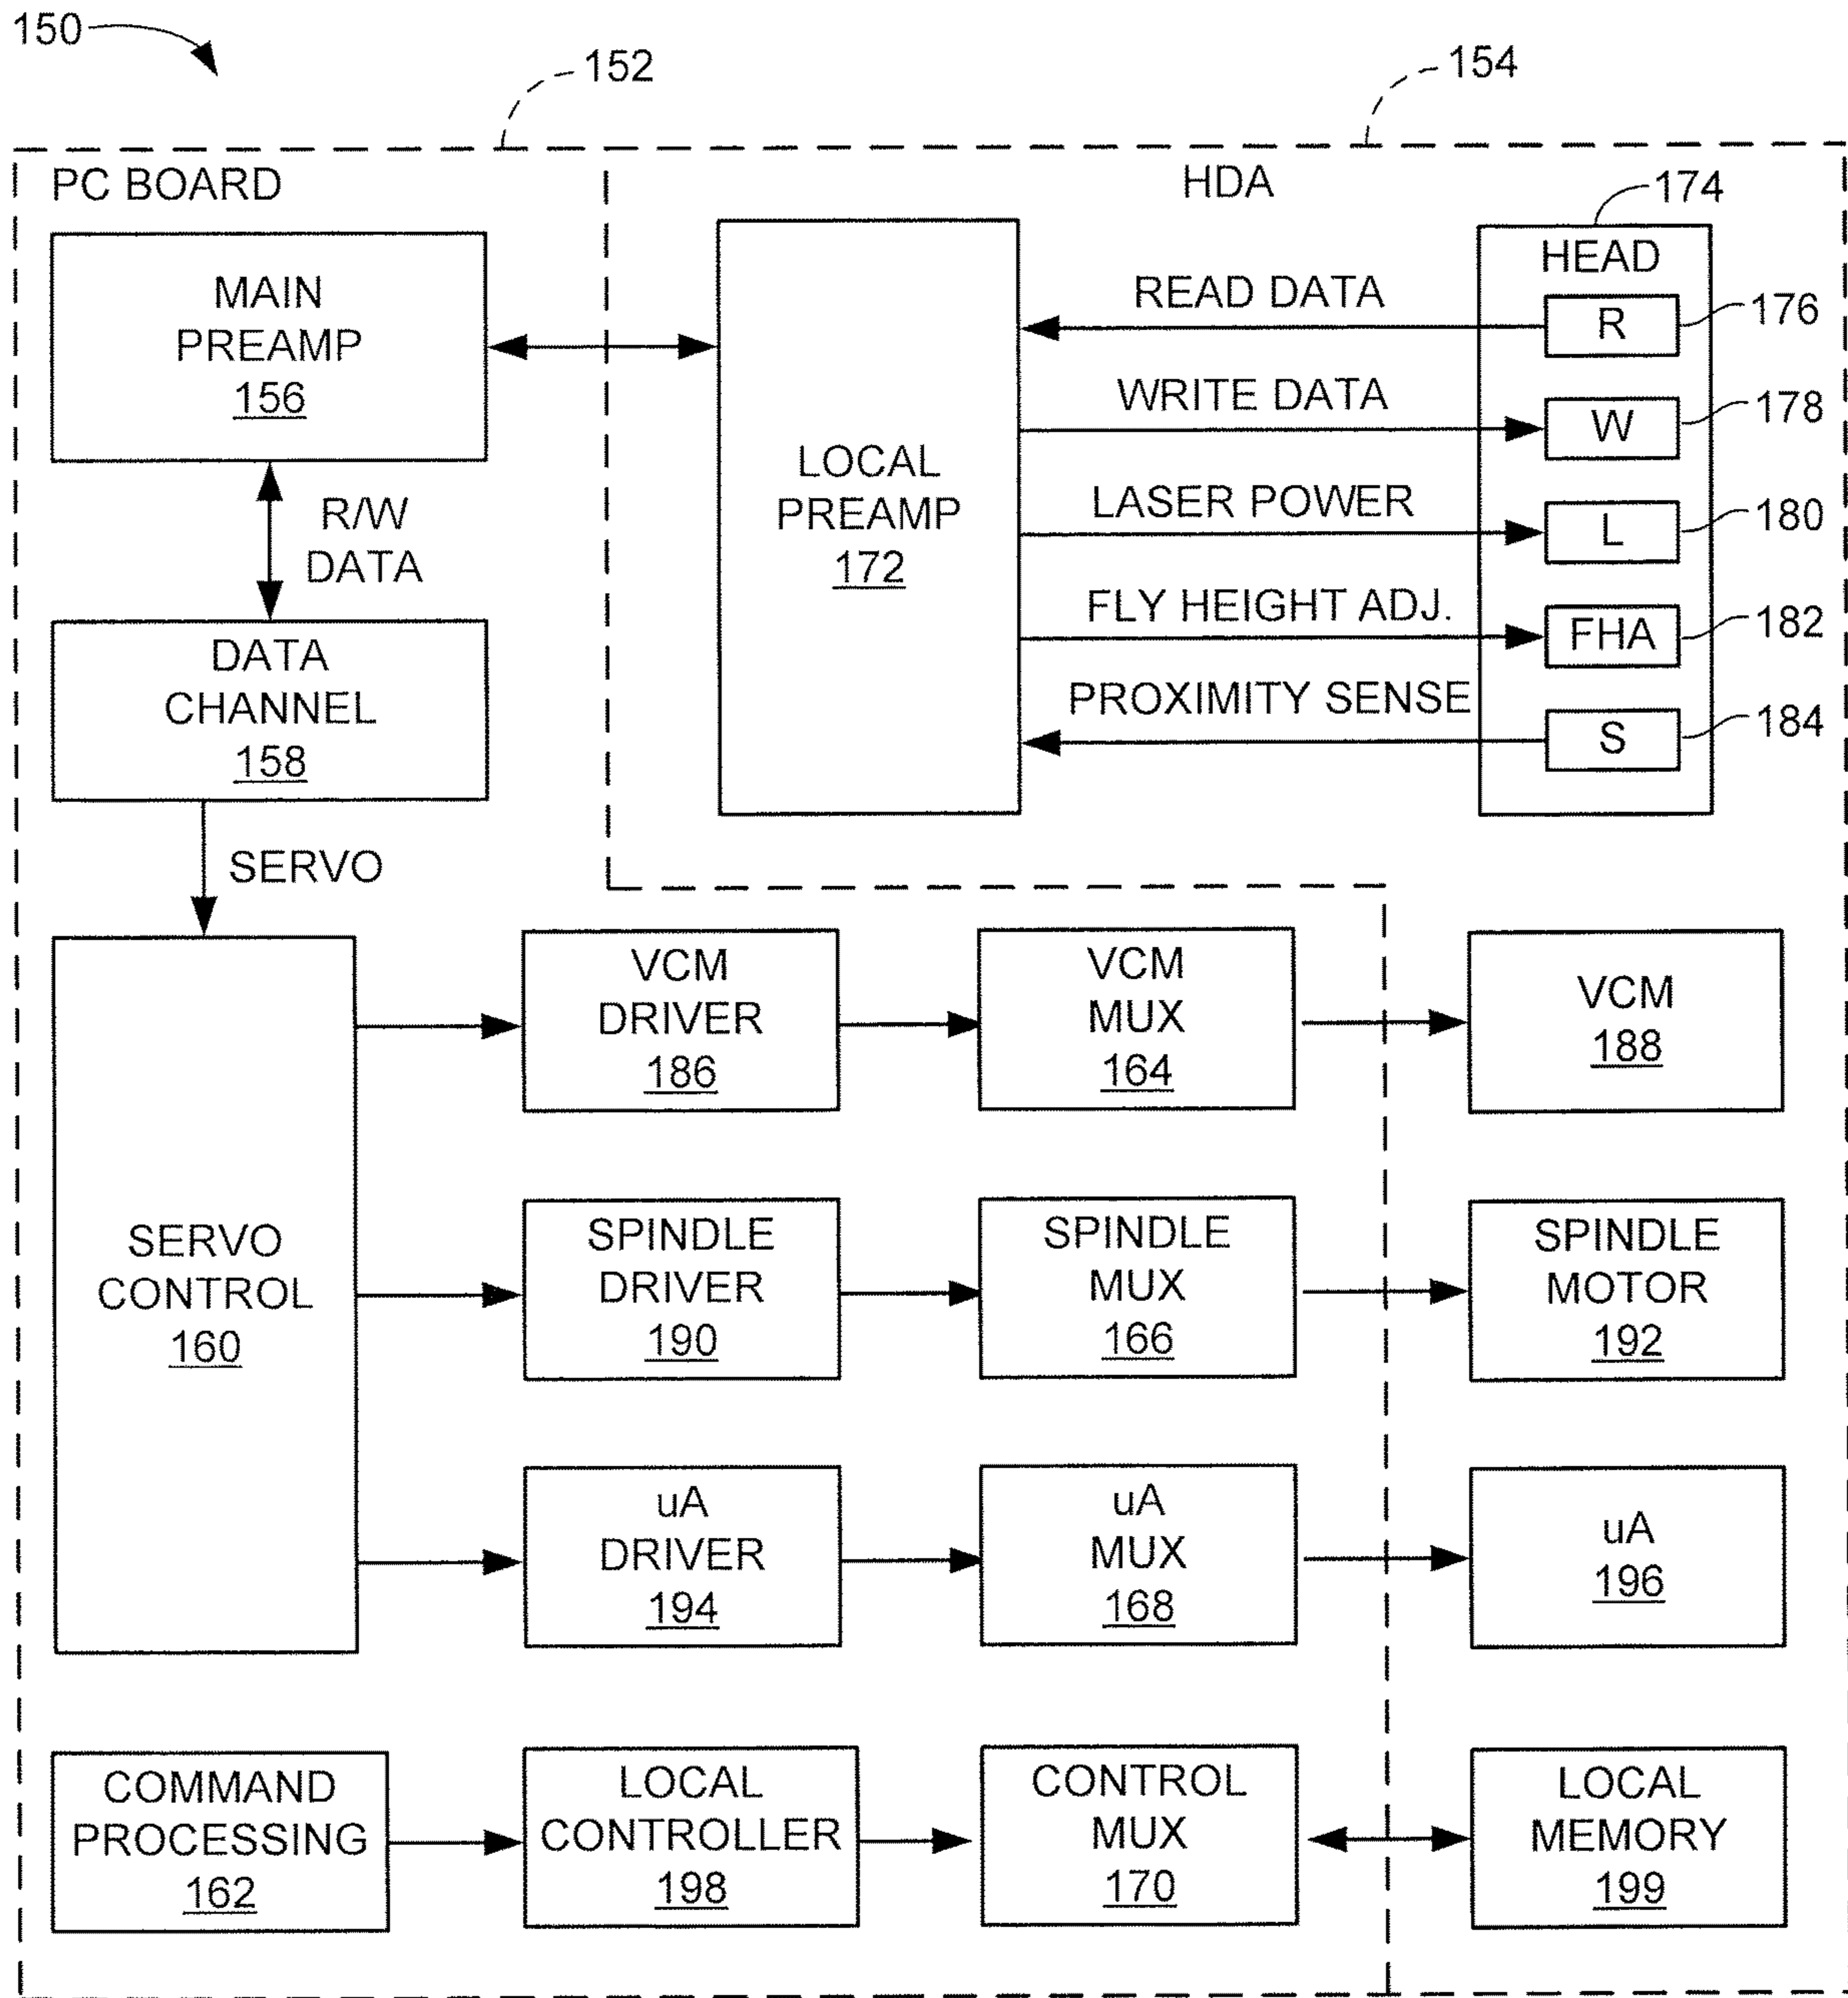 150
152
154
PC BOARD
HDA
174
MAIN
PREAMP
156
R/W
DATA
DATA
CHANNEL
158
SERVO
LOCAL
PREAMP
172
READ DATA
WRITE DATA
LASER POWER
FLY HEIGHT ADJ.
PROXIMITY SENSE
HEAD
R
176
W
178
L
180
FHA
182
S
184
SERVO
CONTROL
160
VCM
DRIVER
186
VCM
MUX
164
VCM
188
SPINDLE
DRIVER
190
SPINDLE
MUX
166
SPINDLE
MOTOR
192
uA
DRIVER
194
uA
MUX
168
uA
196
COMMAND
PROCESSING
162
LOCAL
CONTROLLER
198
CONTROL
MUX
170
LOCAL
MEMORY
199